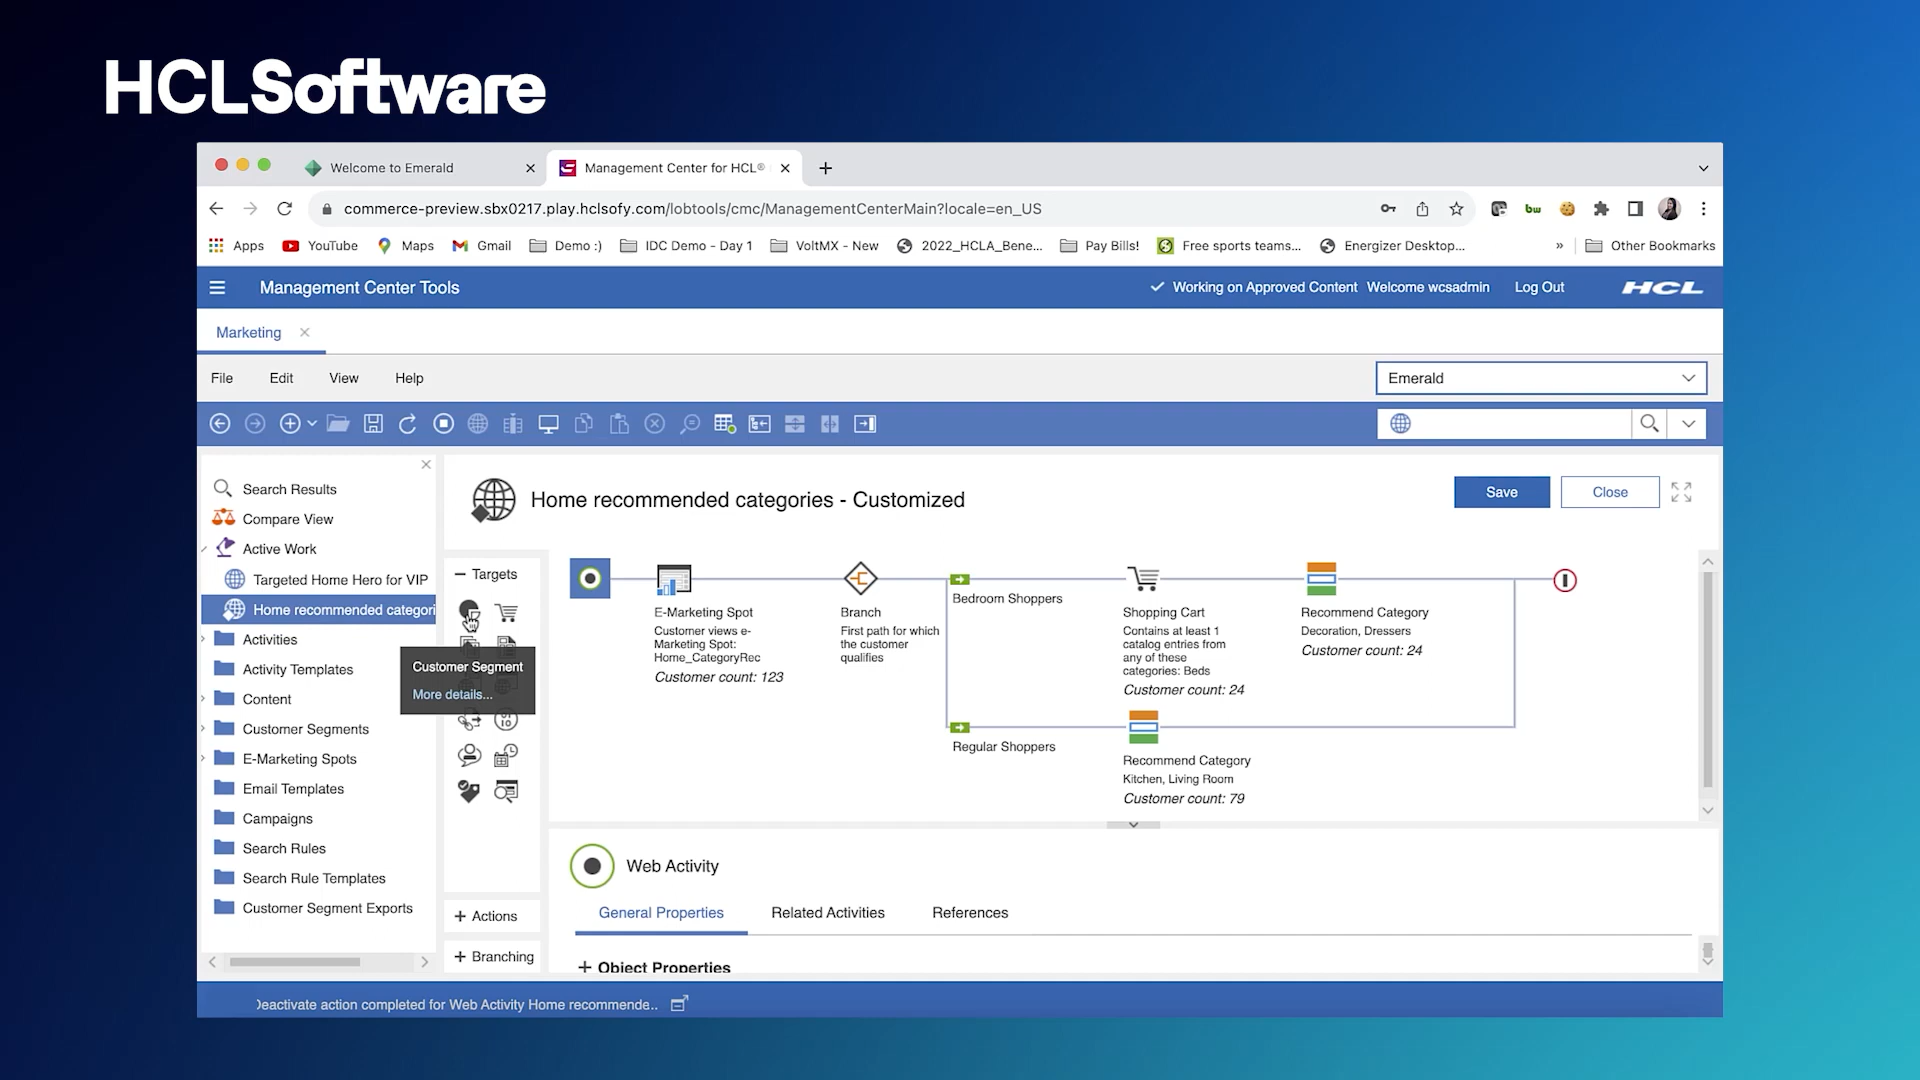 HCLSoftware
Welcome to Emerald
Management Center for HCL®
commerce-preview.sbx0217.play.hclsofy.com/lobtools/cmc/ManagementCenterMain?locale=en_US
bw
Apps YouTube Maps Gmail Demo :) IDC Demo - Day 1 VoltMX - New 2022_HCLA_Bene... Pay Bills! Free sports teams... Energizer Desktop... » Other Bookmarks
Management Center Tools
Working on Approved Content Welcome wcsadmin Log Out HCL
Marketing
File Edit View Help
Emerald
Search Results
Compare View
Active Work
Targeted Home Hero for VIP
Home recommended categori
Activities
Activity Templates
Content
Customer Segments
E-Marketing Spots
Email Templates
Campaigns
Search Rules
Search Rule Templates
Customer Segment Exports
Home recommended categories - Customized
Save Close
Targets
Customer Segment
More details...
Actions
Branching
E-Marketing Spot
Customer views e-
Marketing Spot:
Home_CategoryRec
Customer count: 123
Branch
First path for which
the customer
qualifies
Bedroom Shoppers
Shopping Cart
Contains at least 1
catalog entries from
any of these
categories: Beds
Customer count: 24
Recommend Category
Decoration, Dressers
Customer count: 24
Regular Shoppers
Recommend Category
Kitchen, Living Room
Customer count: 79
Web Activity
General Properties Related Activities References
Object Properties
Deactivate action completed for Web Activity Home recommende..